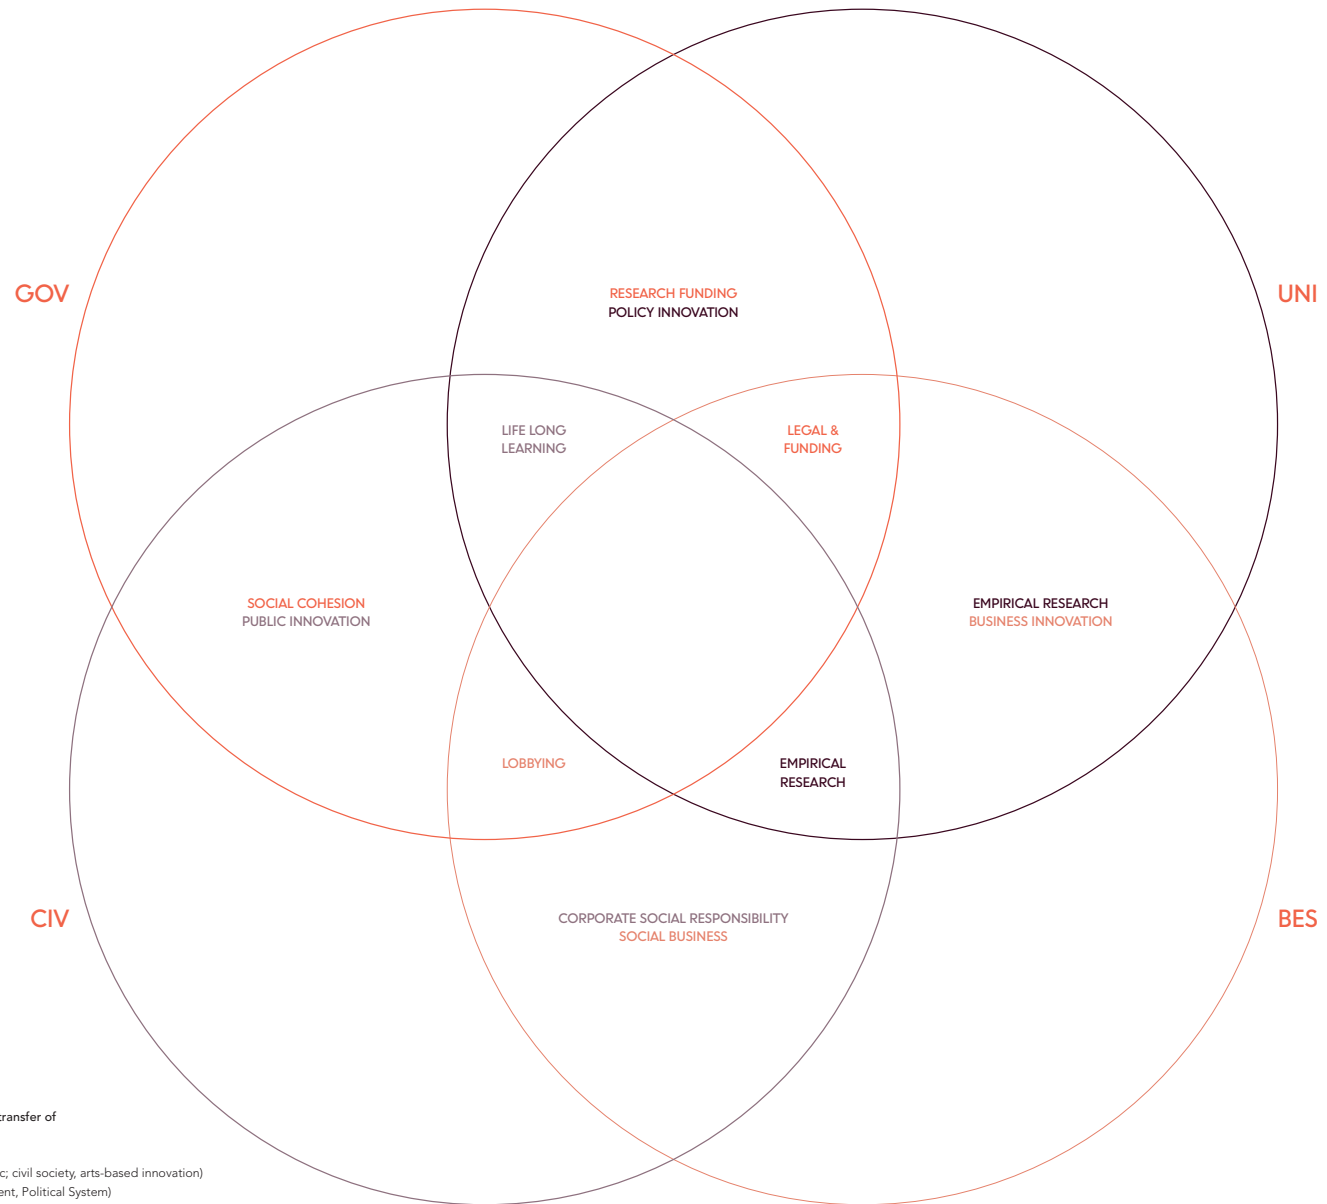 GOV
UNI
RESEARCH FUNDING
POLICY INNOVATION
LIFE LONG
LEARNING
LEGAL &
FUNDING
SOCIAL COHESION
PUBLIC INNOVATION
EMPIRICAL RESEARCH
BUSINESS INNOVATION
LOBBYING
EMPIRICAL
RESEARCH
CIV
BES
CORPORATE SOCIAL RESPONSIBILITY
SOCIAL BUSINESS
transfer of
c; civil society, arts-based innovation)
ent, Political System)